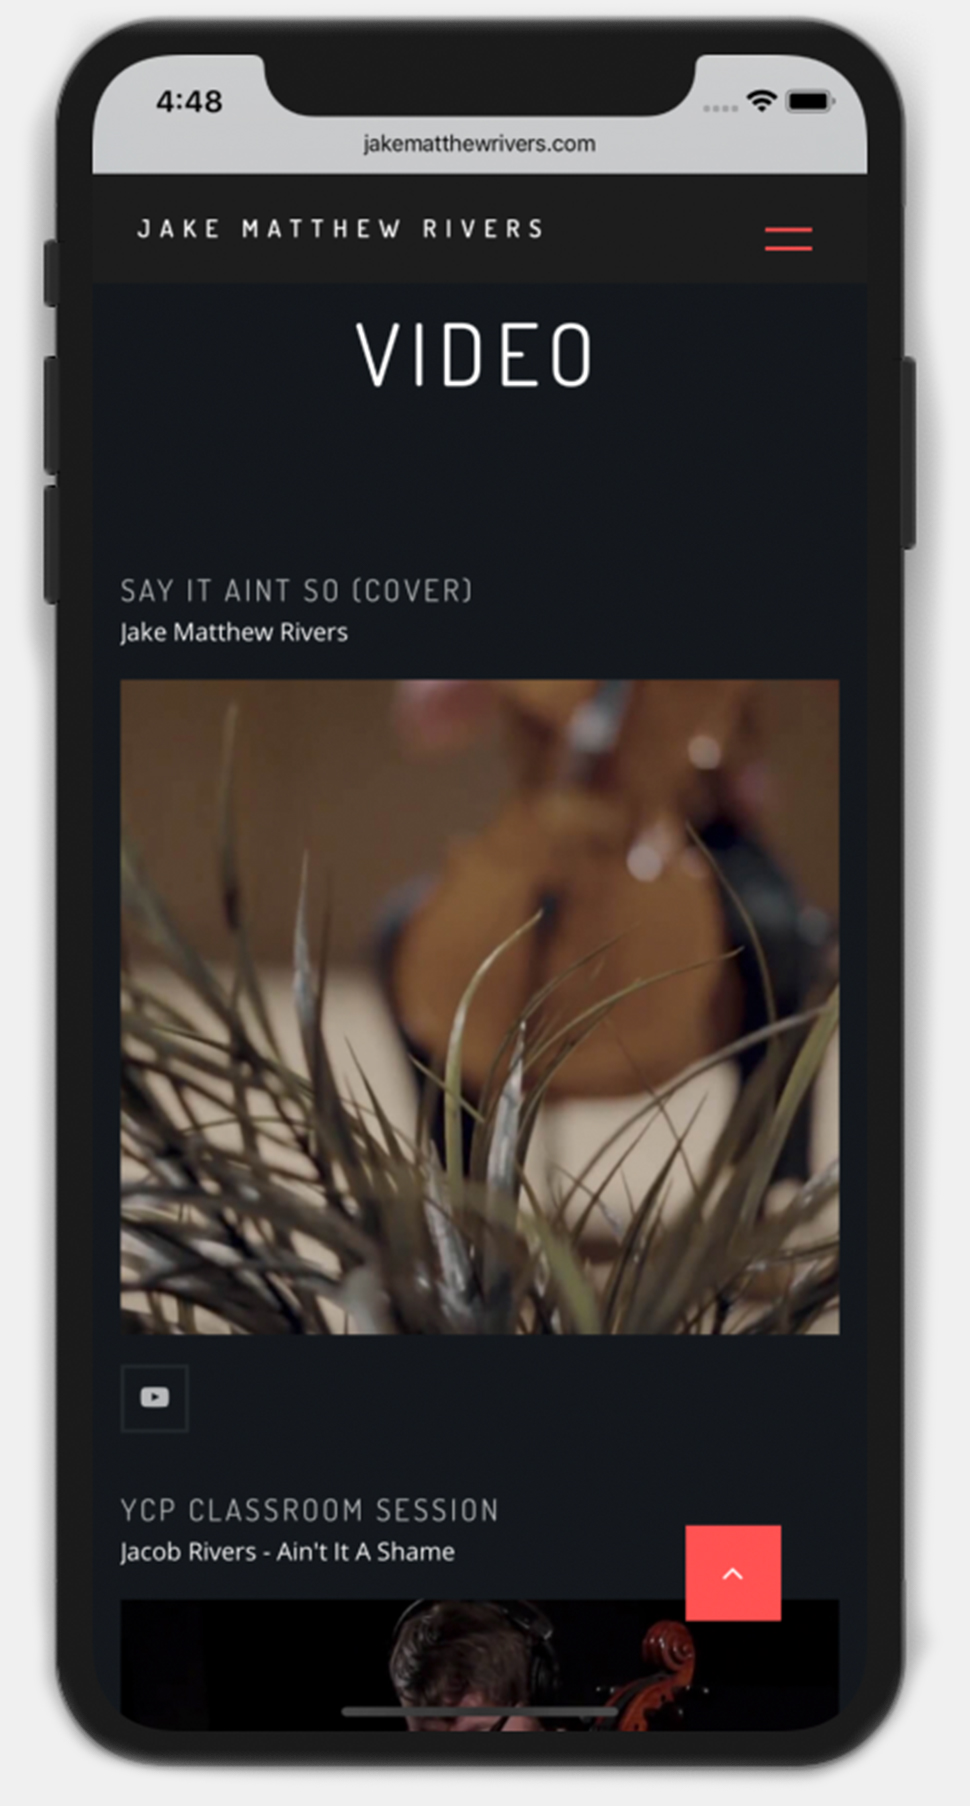 4:48
jakematthewrivers.com
JAKE MATTHEW RIVERS
VIDEO
SAY IT AINT SO (COVER)
Jake Matthew Rivers
YCP CLASSROOM SESSION
Jacob Rivers - Ain't It A Shame